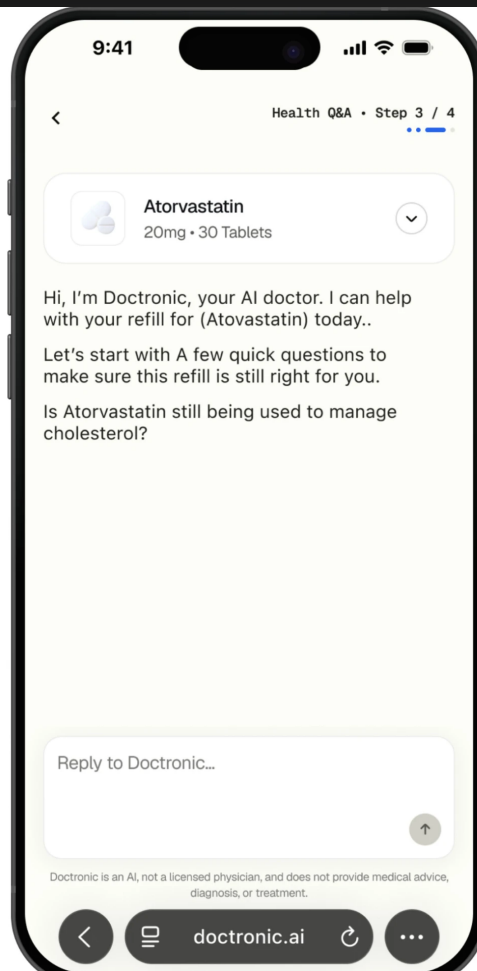 9:41
Health Q&A • Step 3 / 4
Atorvastatin
20mg • 30 Tablets
Hi, I'm Doctronic, your AI doctor. I can help
with your refill for (Atovastatin) today..
Let's start with A few quick questions to
make sure this refill is still right for you.
Is Atorvastatin still being used to manage
cholesterol?
Reply to Doctronic...
Doctronic is an AI, not a licensed physician, and does not provide medical advice,
diagnosis, or treatment.
doctronic.ai